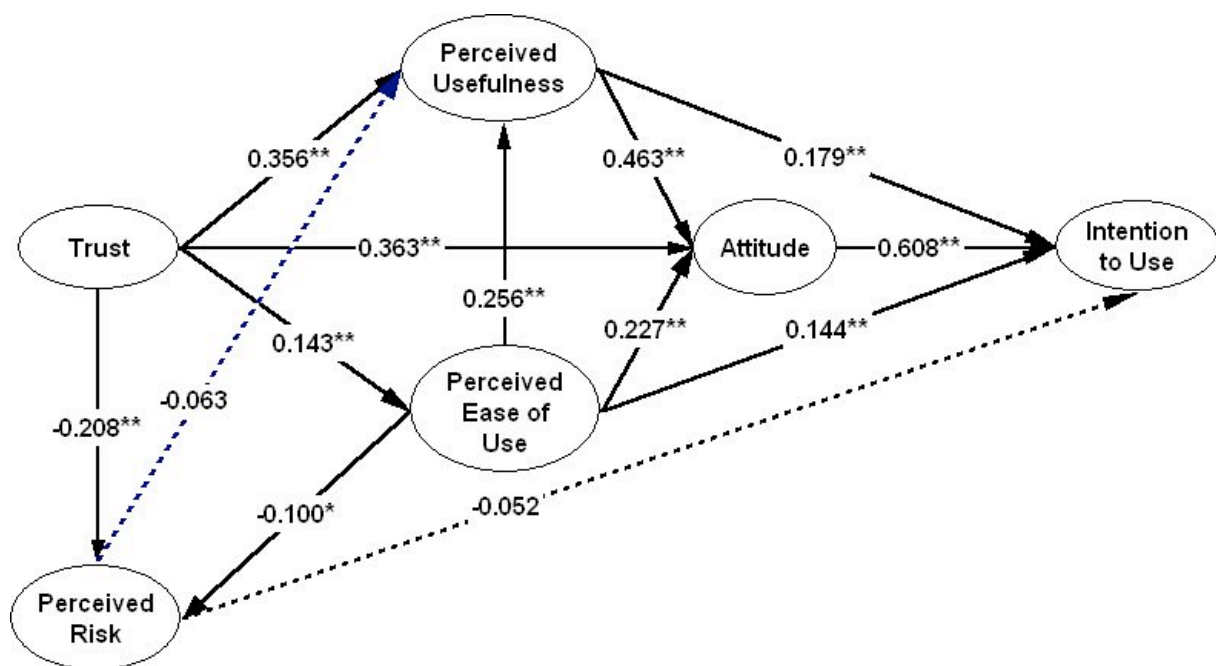 Perceived
Usefulness
0.356**
0.463**
0.179**
Trust
0.363**
Attitude
0.608**
Intention
to Use
0.256**
0.227**
0.144**
0.143**
-0.063
Perceived
Ease of
Use
-0.208**
-0.100*
-0.052
Perceived
Risk